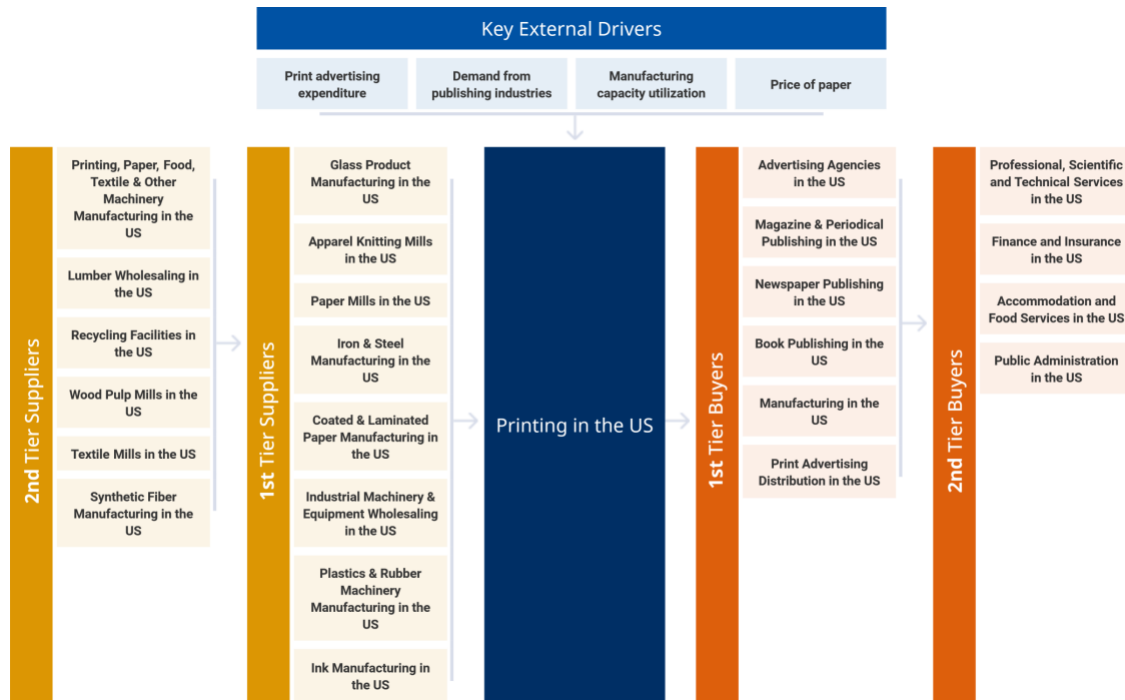 Key External Drivers
Print advertising
expenditure
Demand from
publishing industries
Manufacturing
capacity utilization
Price of paper
2nd Tier Suppliers
Printing, Paper, Food,
Textile & Other
Machinery
Manufacturing in the
US
Lumber Wholesaling in
the US
Recycling Facilities in
the US
Wood Pulp Mills in the
US
Textile Mills in the US
Synthetic Fiber
Manufacturing in the
US
1st Tier Suppliers
Glass Product
Manufacturing in the
US
Apparel Knitting Mills
in the US
Paper Mills in the US
Iron & Steel
Manufacturing in the
US
Coated & Laminated
Paper Manufacturing in
the US
Industrial Machinery &
Equipment Wholesaling
in the US
Plastics & Rubber
Machinery
Manufacturing in the
US
Ink Manufacturing in
the US
Printing in the US
1st Tier Buyers
Advertising Agencies
in the US
Magazine & Periodical
Publishing in the US
Newspaper Publishing
in the US
Book Publishing in the
US
Manufacturing in the
US
Print Advertising
Distribution in the US
2nd Tier Buyers
Professional, Scientific
and Technical Services
in the US
Finance and Insurance
in the US
Accommodation and
Food Services in the US
Public Administration
in the US